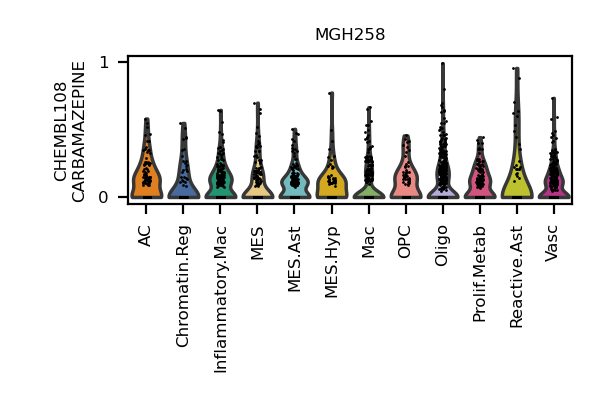 MGH258
CHEMBL108
CARBAMAZEPINE
1
0
AC
Chromatin.Reg
Inflammatory.Mac
MES
MES.Ast
MES.Hyp
Mac
OPC
Oligo
Prolif.Metab
Reactive.Ast
Vasc